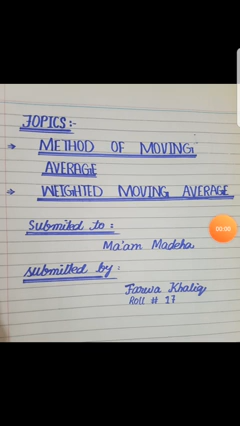 TOPICS:-
→ METHOD OF MOVING
AVERAGE
→ WEIGHTED MOVING AVERAGE
Submited to :
Ma'am Madeha
submitted by :
Farwa Khaliq
Roll # 17
00:00